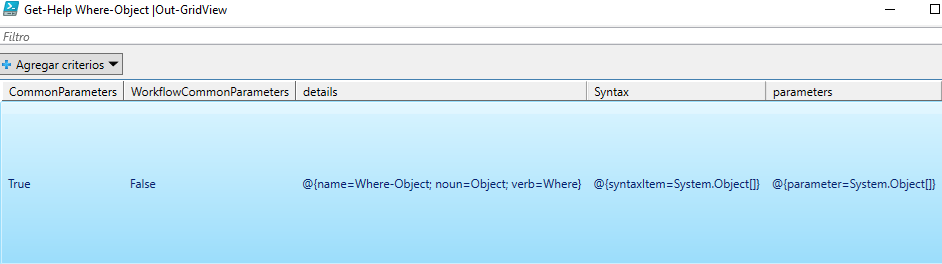 Get-Help Where-Object |Out-GridView
Filtro
Agregar criterios
CommonParameters WorkflowCommonParameters details Syntax parameters
True False @{name=Where-Object; noun=Object; verb=Where} @{syntaxItem=System.Object[]} @{parameter=System.Object[]}